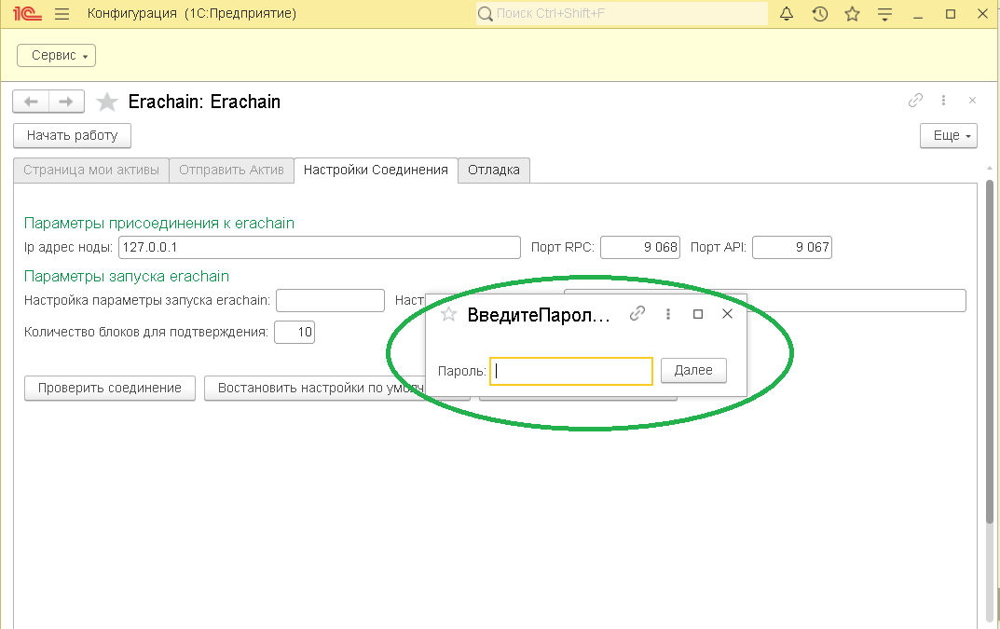 1С Конфигурация (1С:Предприятие) Поиск Ctrl+Shift+F
Сервис
Erachain: Erachain
Начать работу Еще
Страница мои активы Отправить Актив Настройки Соединения Отладка
Параметры присоединения к erachain
Ip адрес ноды: 127.0.0.1 Порт RPC: 9 068 Порт API: 9 067
Параметры запуска erachain
Настройка параметры запуска erachain: Наст
ВведитеПарол...
Количество блоков для подтверждения: 10
Пароль: Далее
Проверить соединение Востановить настройки по умолч